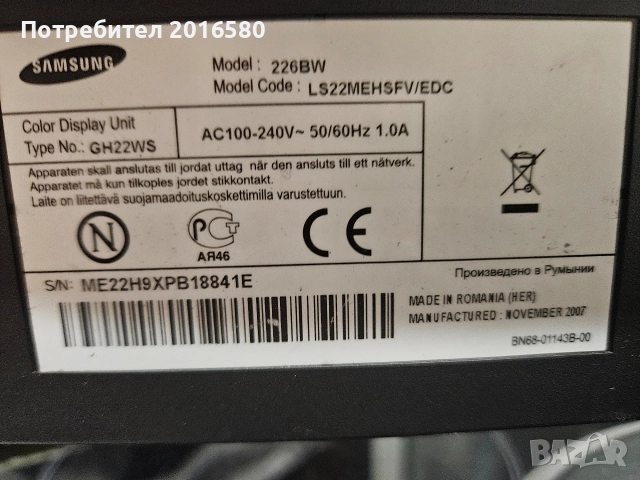 Потребител 2016580
SAMSUNG
Model : 226BW
Model Code : LS22MEHSFV/EDC
Color Display Unit
Type No.: GH22WS
AC100-240V~ 50/60Hz 1.0A
Apparaten skall anslutas till jordat uttag när den ansluts till ett nätverk.
Apparatet må kun tilkoples jordet stikkontakt.
Laite on liitettävä suojamaadoituskoskettimilla varustettuun.
N
РСТ
АЯ46
CE
S/N: ME22H9XPB18841E
Произведено в Румынии
MADE IN ROMANIA (HER)
MANUFACTURED : NOVEMBER 2007
BN68-01143B-00
BAZAR